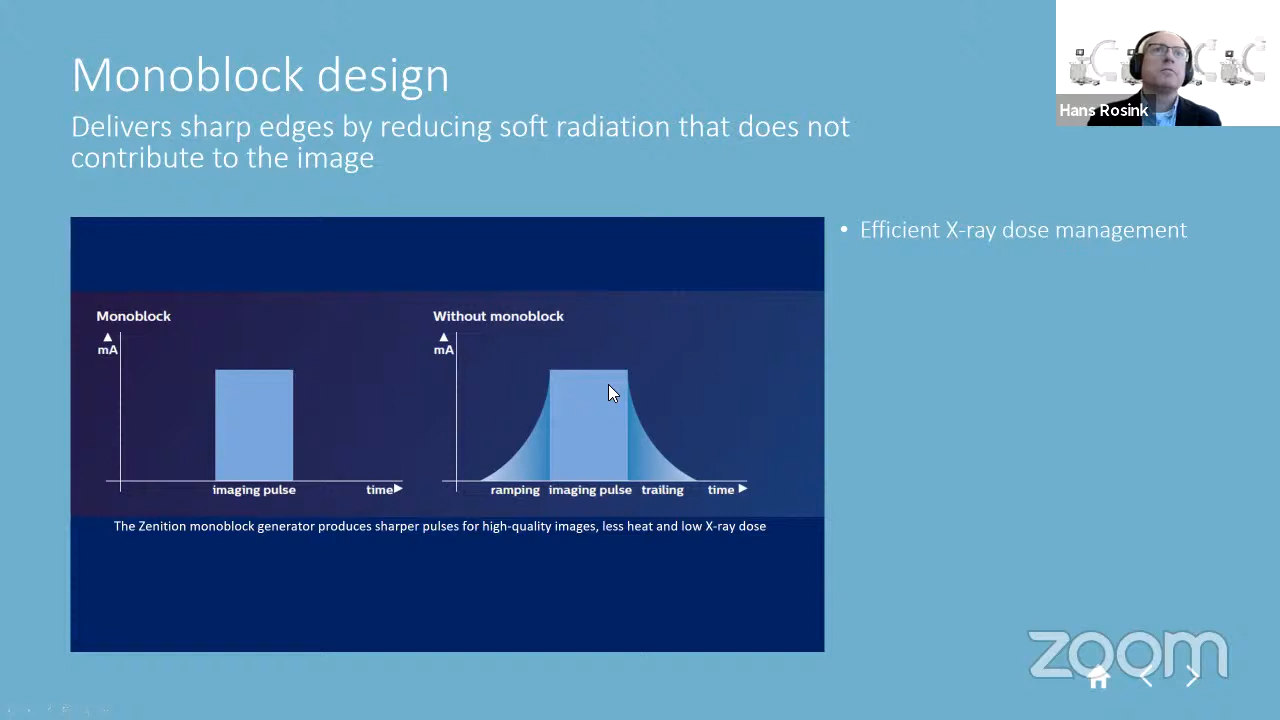 Monoblock design
Delivers sharp edges by reducing soft radiation that does not
contribute to the image
Hans Rosink
• Efficient X-ray dose management
Monoblock
mA
imaging pulse
time
Without monoblock
mA
ramping
imaging pulse
trailing
time
The Zenition monoblock generator produces sharper pulses for high-quality images, less heat and low X-ray dose
zoom